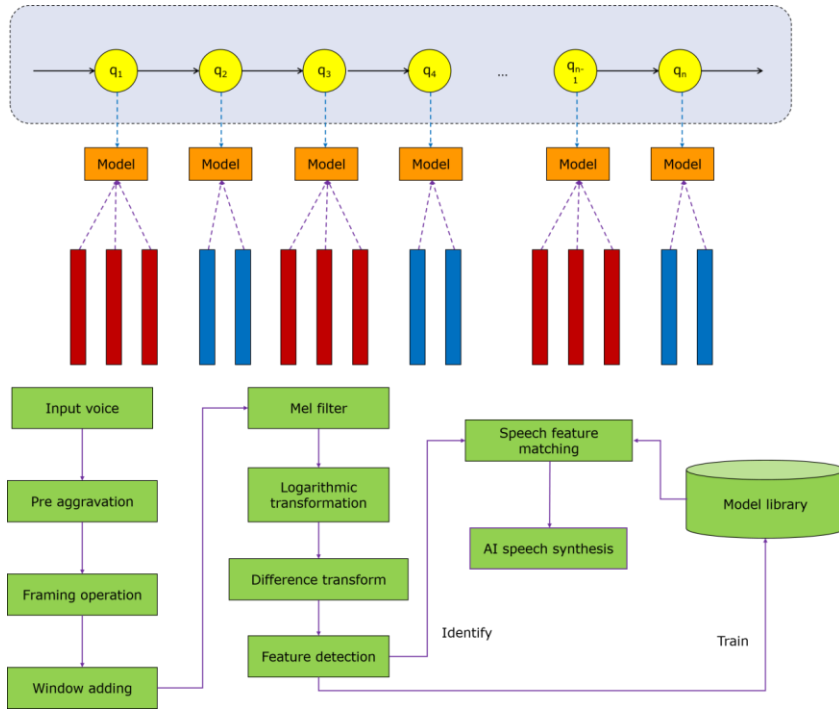 q1
q2
q3
q4
...
qn-
1
qn
Model
Model
Model
Model
Model
Model
Input voice
Pre aggravation
Framing operation
Window adding
Mel filter
Logarithmic
transformation
Difference transform
Feature detection
Identify
Speech feature
matching
AI speech synthesis
Model library
Train